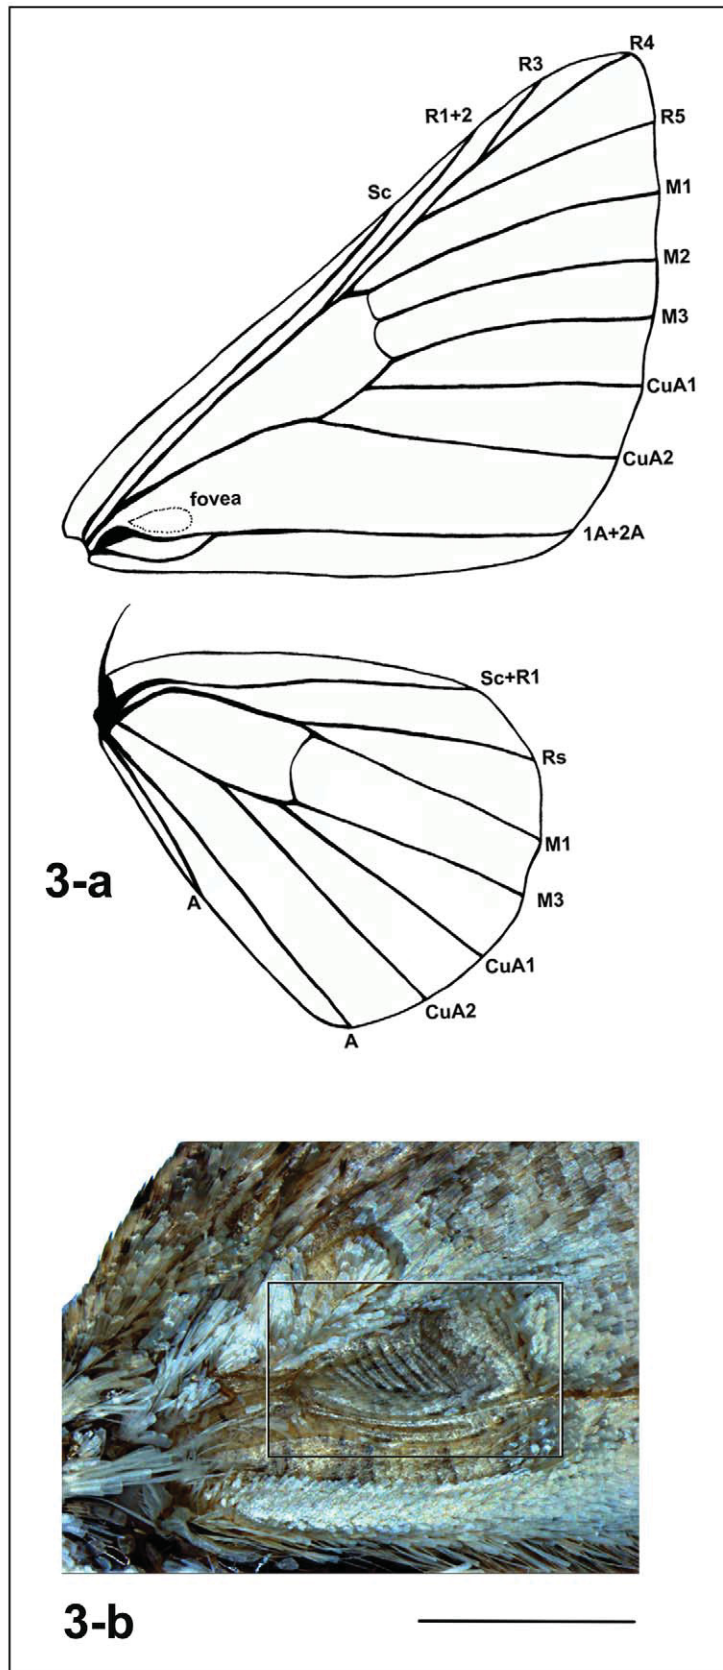 R4
R3
R1+2
R5
Sc
M1
M2
M3
CuA1
CuA2
fovea
1A+2A
Sc+R1
Rs
M1
3-a
M3
A
CuA1
CuA2
A
3-b